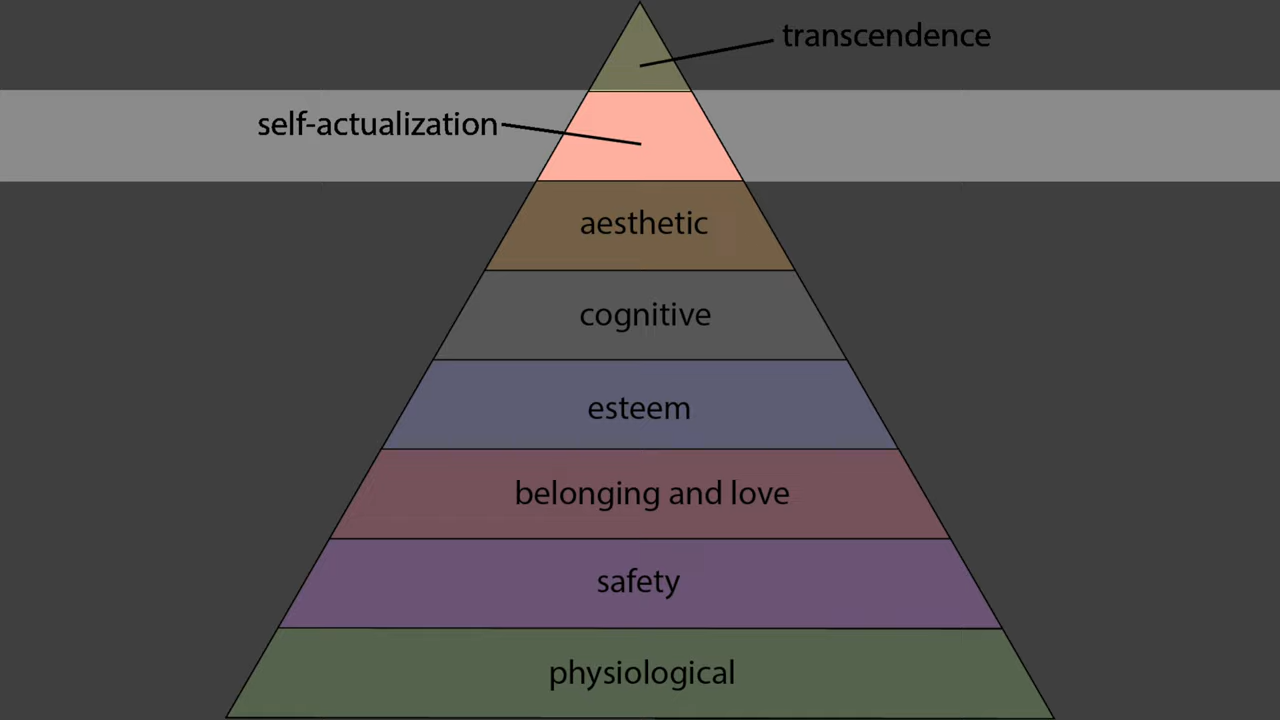 transcendence
self-actualization
aesthetic
cognitive
esteem
belonging and love
safety
physiological